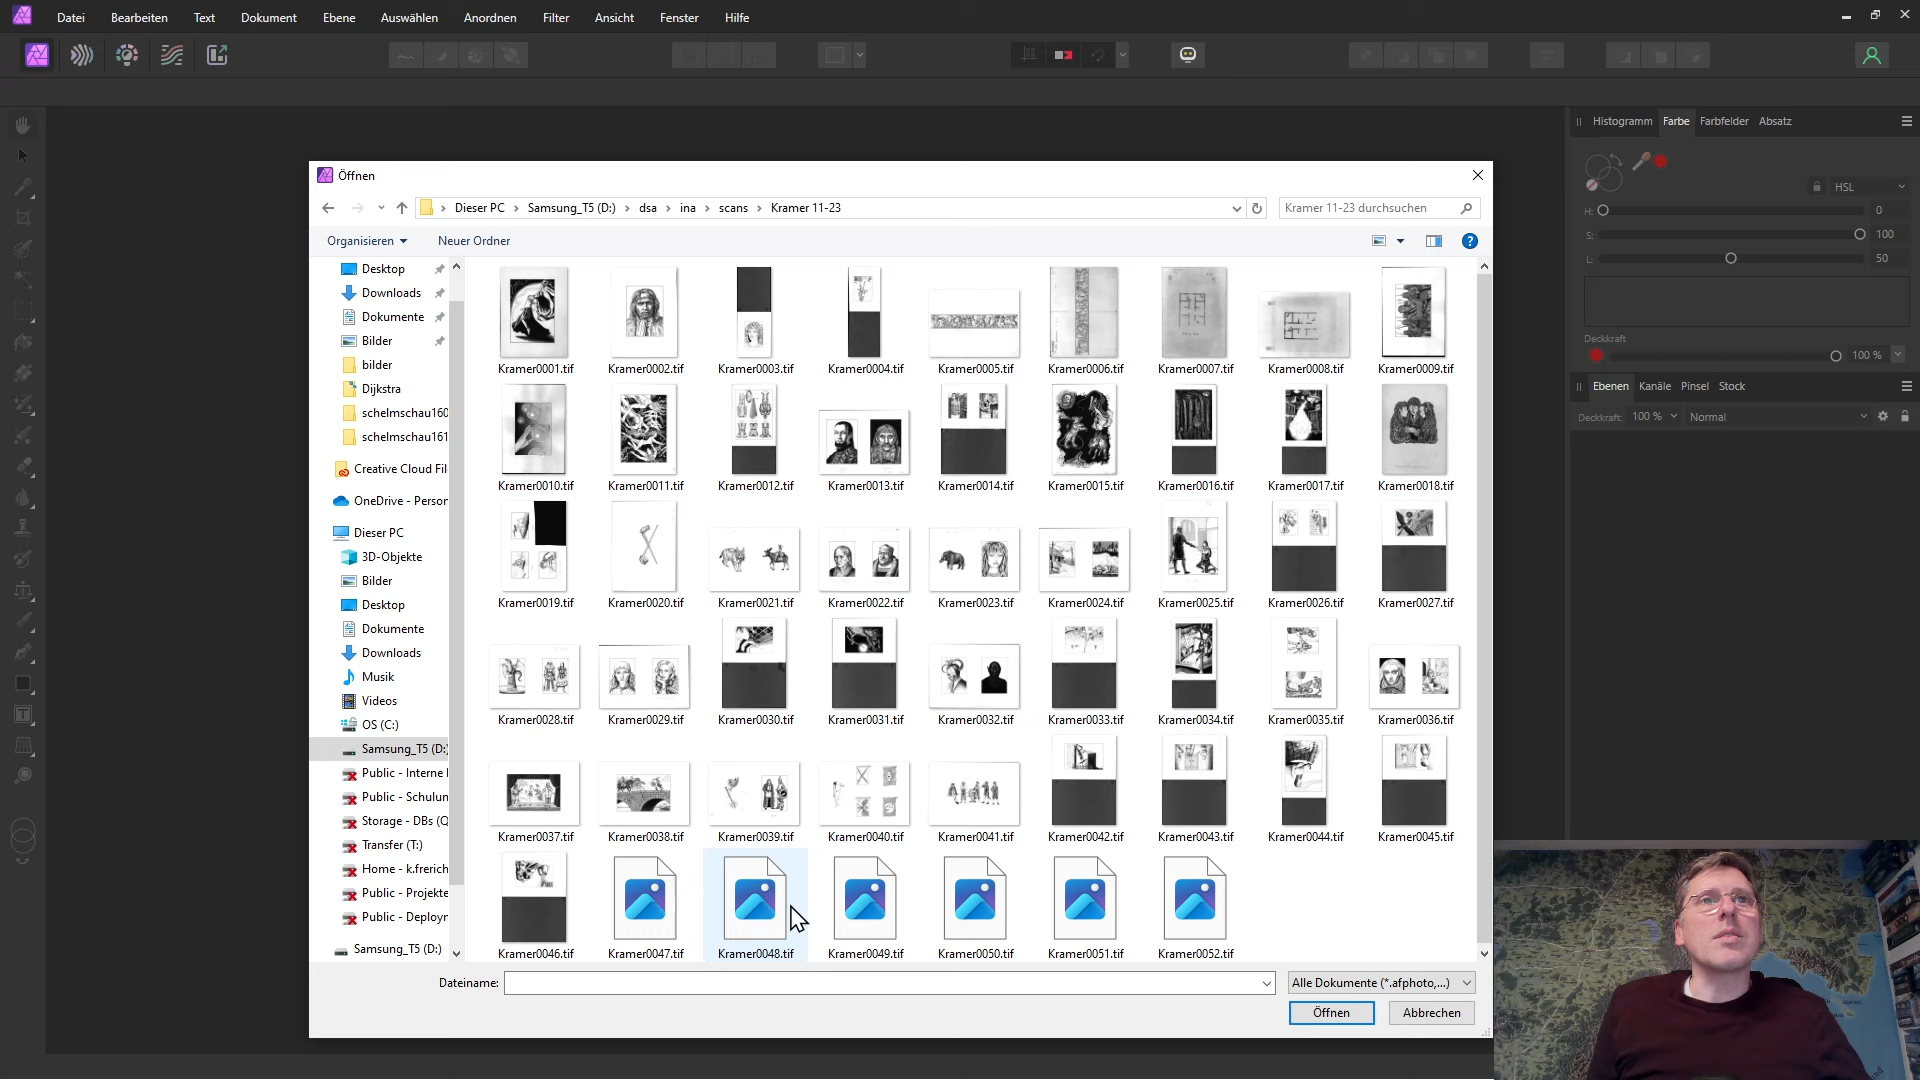 Datei Bearbeiten Text Dokument Ebene Auswählen Anordnen Filter Ansicht Fenster Hilfe
Histogramm Farbe Farbfelder Absatz
HSL
H: 0
S: 100
L: 50
Deckkraft
100 %
Ebenen Kanäle Pinsel Stock
Deckkraft: 100 % Normal
Öffnen
Dieser PC Samsung_T5 (D:) dsa ina scans Kramer 11-23
Kramer 11-23 durchsuchen
Organisieren Neuer Ordner
Desktop
Downloads
Dokumente
Bilder
bilder
Dijkstra
schelmschau160
schelmschau161
Creative Cloud Fil
OneDrive - Person
Dieser PC
3D-Objekte
Bilder
Desktop
Dokumente
Downloads
Musik
Videos
OS (C:)
Samsung_T5 (D:)
Public - Interne
Public - Schulun
Storage - DBs (Q
Transfer (T:)
Home - k.frerich
Public - Projekte
Public - Deployn
Samsung_T5 (D:)
Kramer0001.tif Kramer0002.tif Kramer0003.tif Kramer0004.tif Kramer0005.tif Kramer0006.tif Kramer0007.tif Kramer0008.tif Kramer0009.tif
Kramer0010.tif Kramer0011.tif Kramer0012.tif Kramer0013.tif Kramer0014.tif Kramer0015.tif Kramer0016.tif Kramer0017.tif Kramer0018.tif
Kramer0019.tif Kramer0020.tif Kramer0021.tif Kramer0022.tif Kramer0023.tif Kramer0024.tif Kramer0025.tif Kramer0026.tif Kramer0027.tif
Kramer0028.tif Kramer0029.tif Kramer0030.tif Kramer0031.tif Kramer0032.tif Kramer0033.tif Kramer0034.tif Kramer0035.tif Kramer0036.tif
Kramer0037.tif Kramer0038.tif Kramer0039.tif Kramer0040.tif Kramer0041.tif Kramer0042.tif Kramer0043.tif Kramer0044.tif Kramer0045.tif
Kramer0046.tif Kramer0047.tif Kramer0048.tif Kramer0049.tif Kramer0050.tif Kramer0051.tif Kramer0052.tif
Dateiname:
Alle Dokumente (*.afphoto,...)
Öffnen Abbrechen